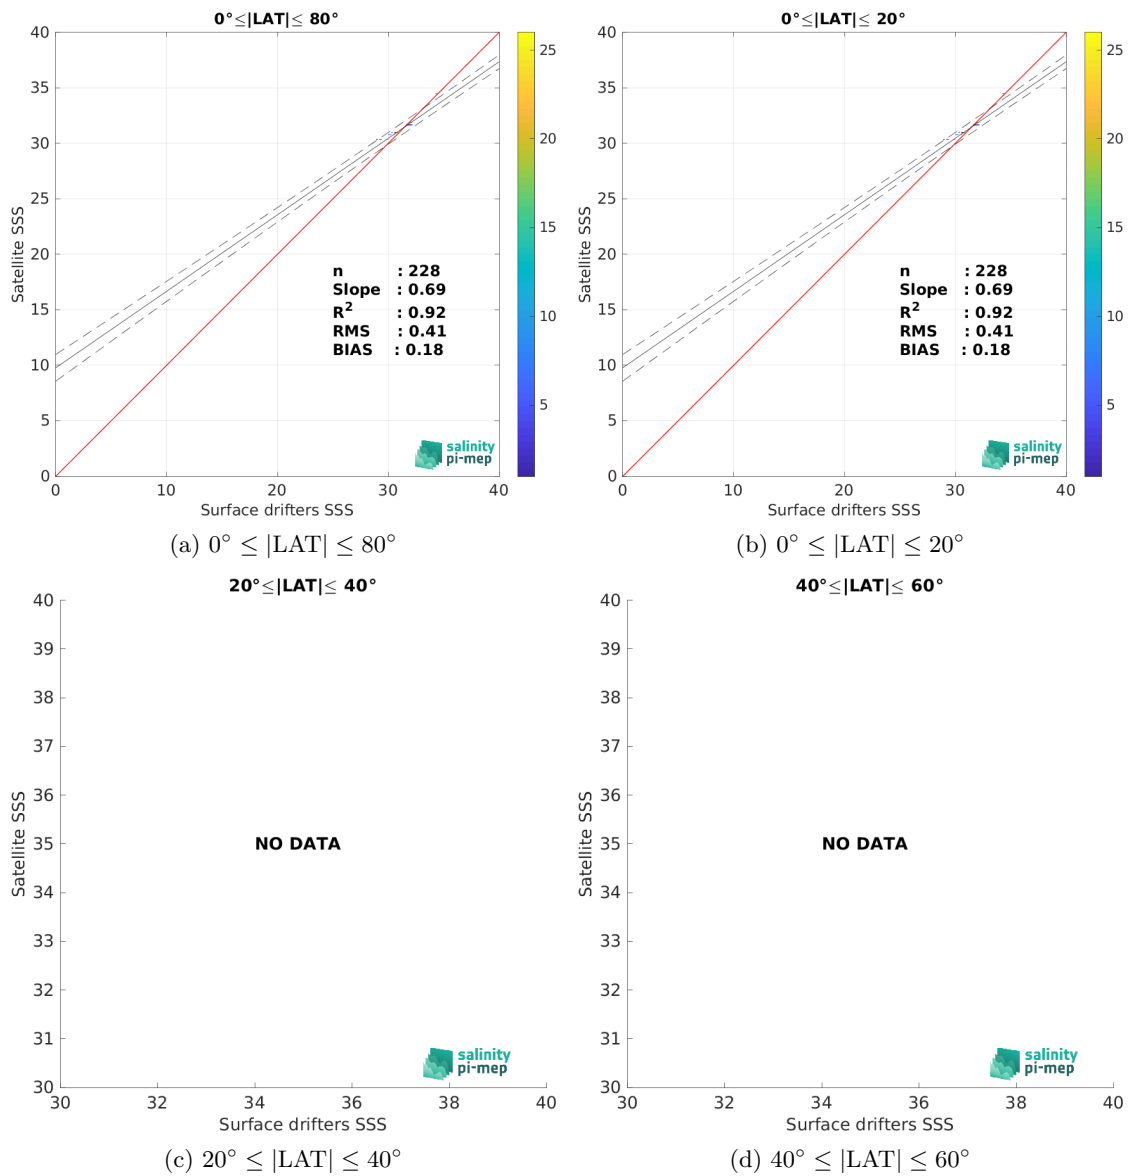 0°≤|LAT|≤ 80°
40
35
30
25
20
15
10
5
0
Satellite SSS
n : 228
Slope : 0.69
R² : 0.92
RMS : 0.41
BIAS : 0.18
salinity
pi-mep
0 10 20 30 40
Surface drifters SSS
25
20
15
10
5
(a) 0° ≤ |LAT| ≤ 80°
0°≤|LAT|≤ 20°
40
35
30
25
20
15
10
5
0
Satellite SSS
n : 228
Slope : 0.69
R² : 0.92
RMS : 0.41
BIAS : 0.18
salinity
pi-mep
0 10 20 30 40
Surface drifters SSS
25
20
15
10
5
(b) 0° ≤ |LAT| ≤ 20°
20°≤|LAT|≤ 40°
40
39
38
37
36
35
34
33
32
31
30
Satellite SSS
NO DATA
salinity
pi-mep
30 32 34 36 38 40
Surface drifters SSS
(c) 20° ≤ |LAT| ≤ 40°
40°≤|LAT|≤ 60°
40
39
38
37
36
35
34
33
32
31
30
Satellite SSS
NO DATA
salinity
pi-mep
30 32 34 36 38 40
Surface drifters SSS
(d) 40° ≤ |LAT| ≤ 60°